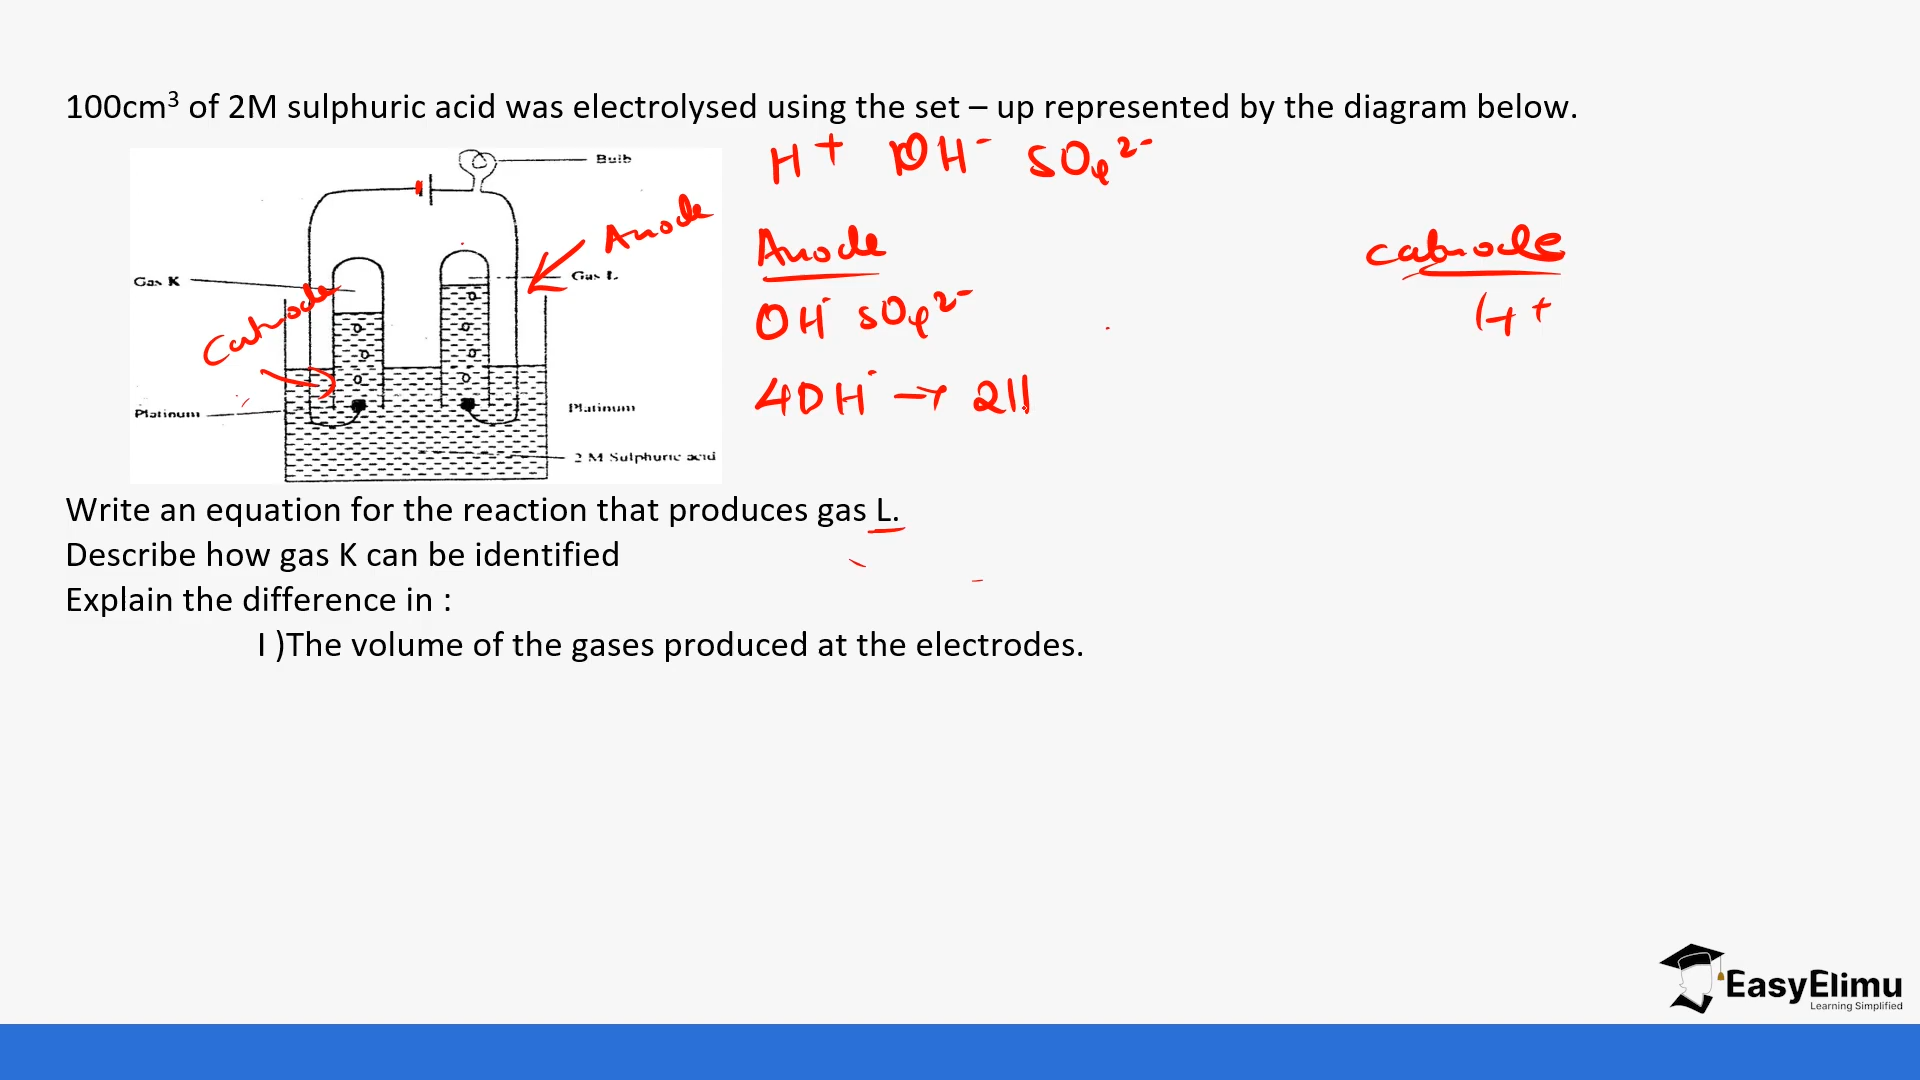 100cm³ of 2M sulphuric acid was electrolysed using the set – up represented by the diagram below.
H⁺ OH⁻ SO₄²⁻
Bulb
Anode
Gas K
Gas L
Cathode
Platinum
Platinum
2 M Sulphuric acid
Anode
Cathode
OH⁻ SO₄²⁻
H⁺
4OH⁻ → 2H
Write an equation for the reaction that produces gas L.
Describe how gas K can be identified
Explain the difference in :
I )The volume of the gases produced at the electrodes.
EasyElimu
Learning Simplified